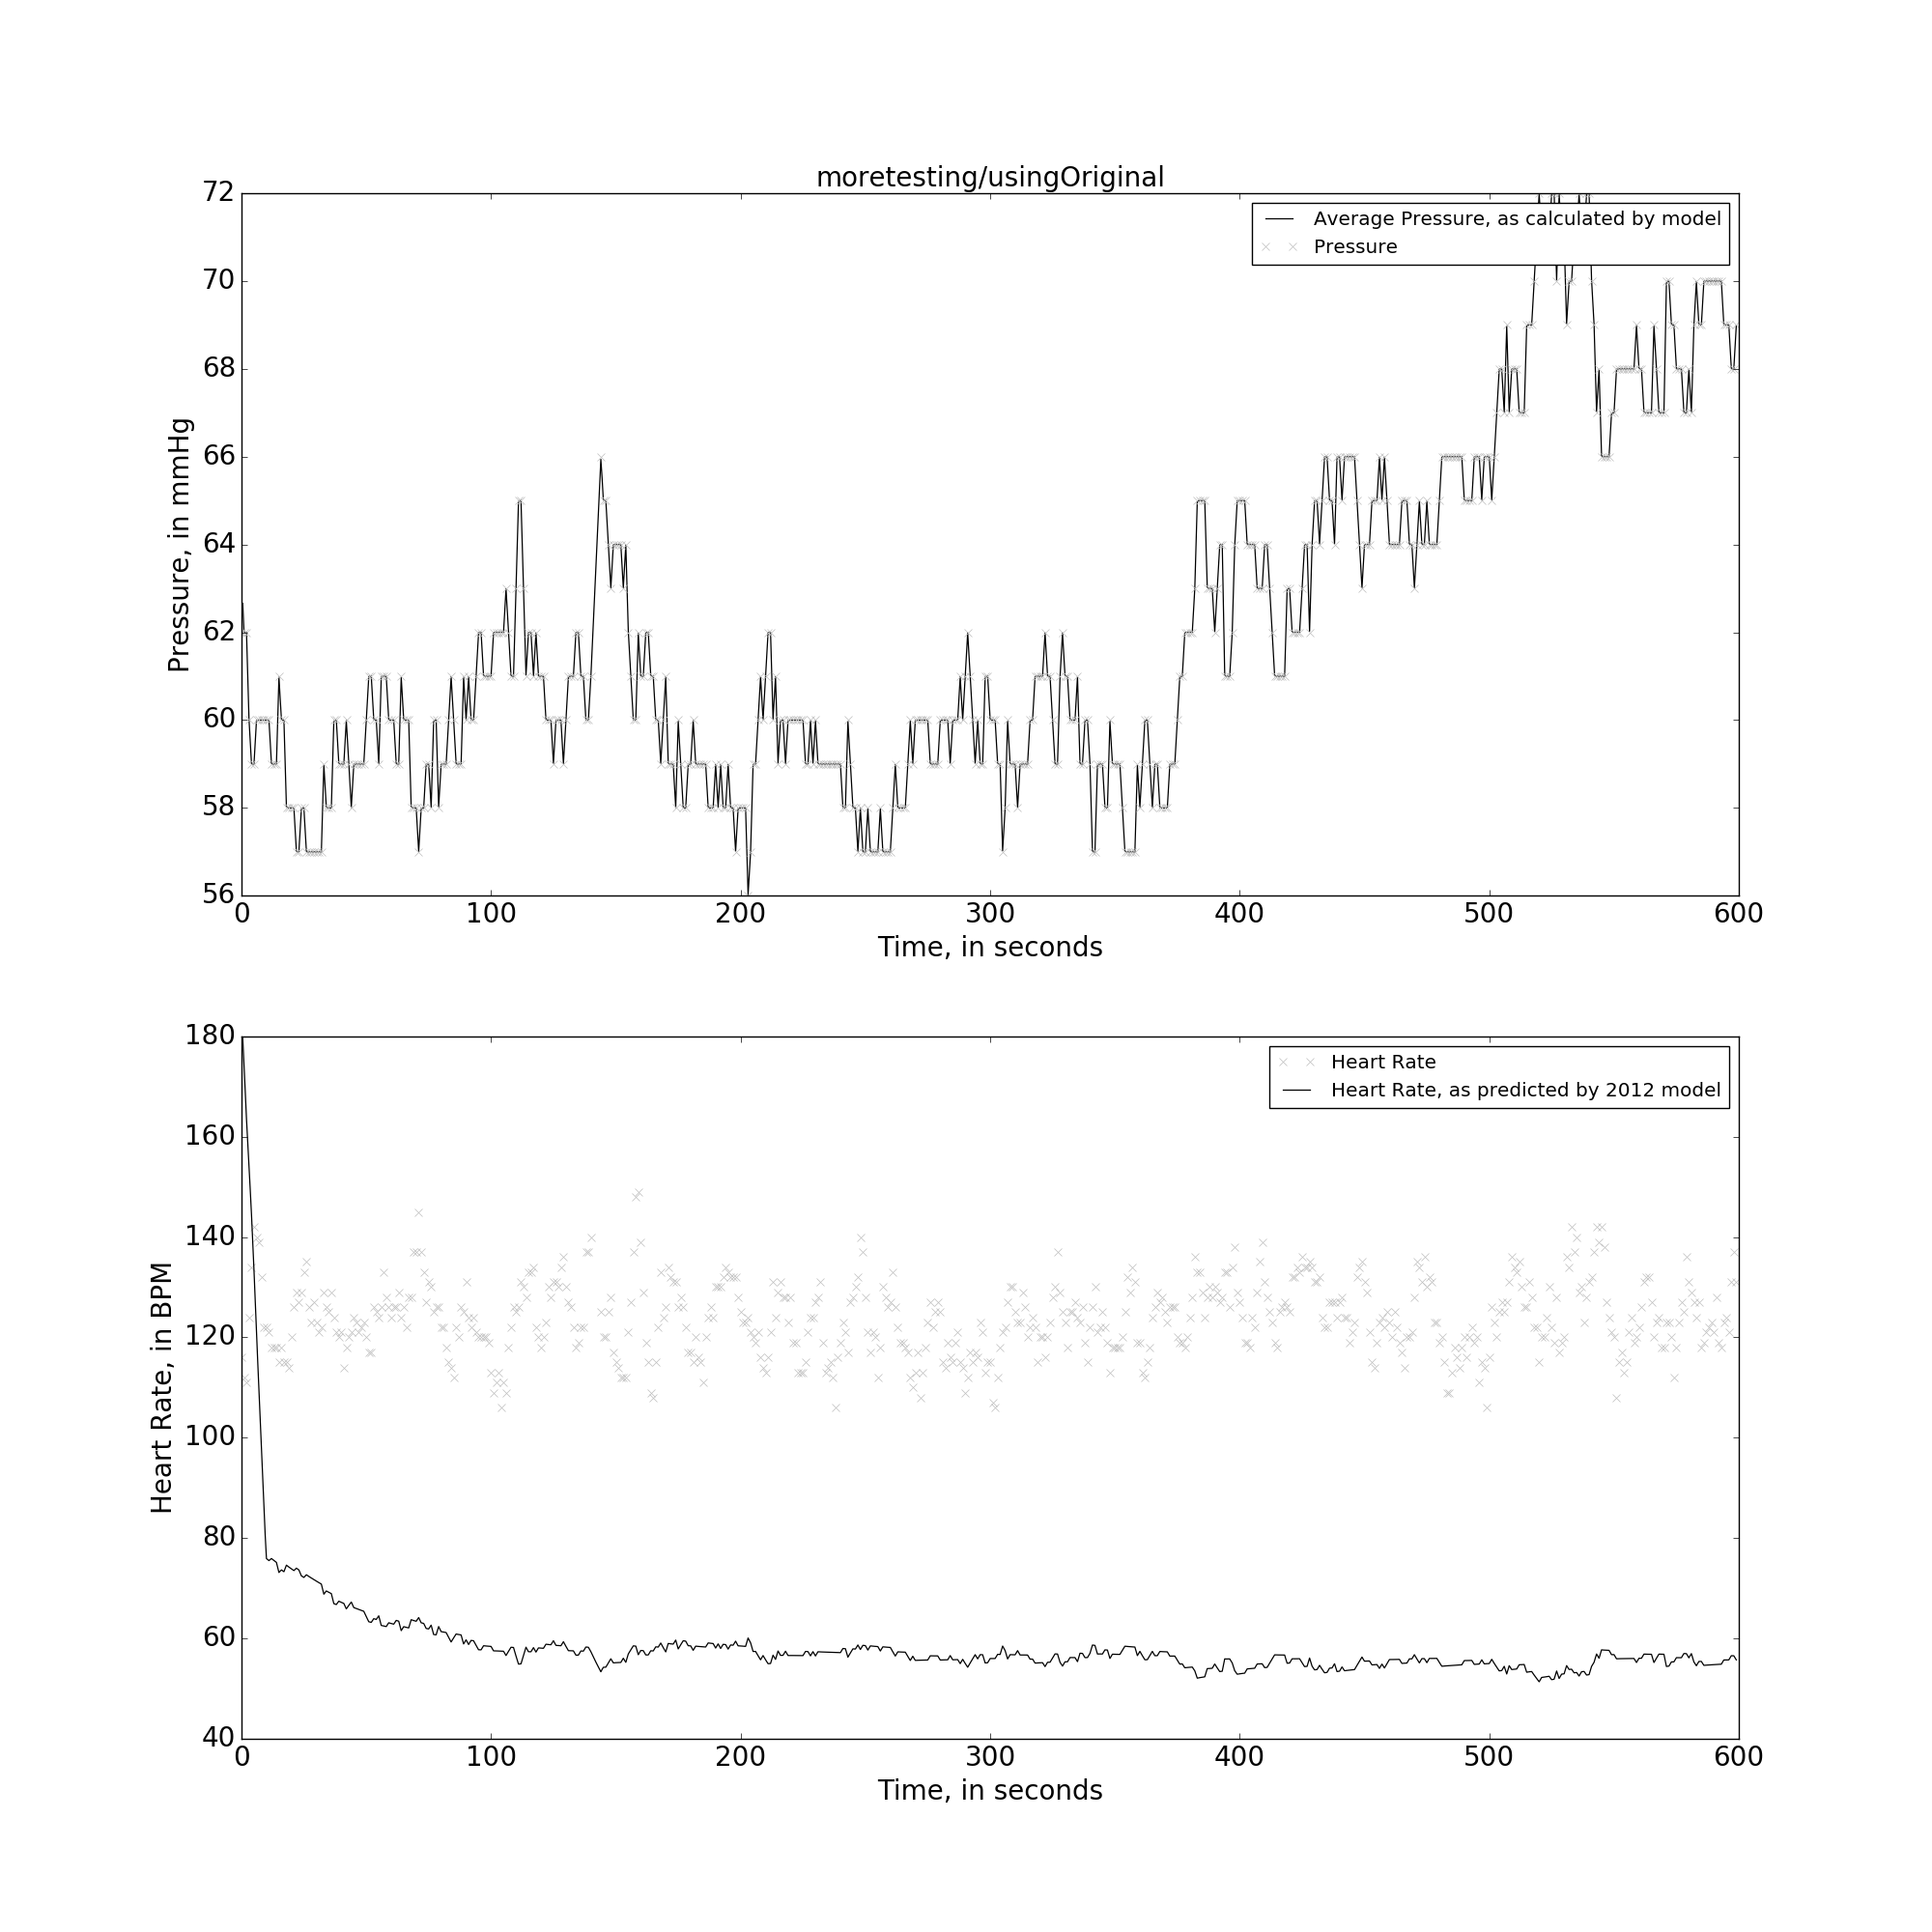 moretesting/usingOriginal
72
70
68
66
64
62
60
58
56
Pressure, in mmHg
Average Pressure, as calculated by model
Pressure
0 100 200 300 400 500 600
Time, in seconds
180
160
140
120
100
80
60
40
Heart Rate, in BPM
Heart Rate
Heart Rate, as predicted by 2012 model
0 100 200 300 400 500 600
Time, in seconds